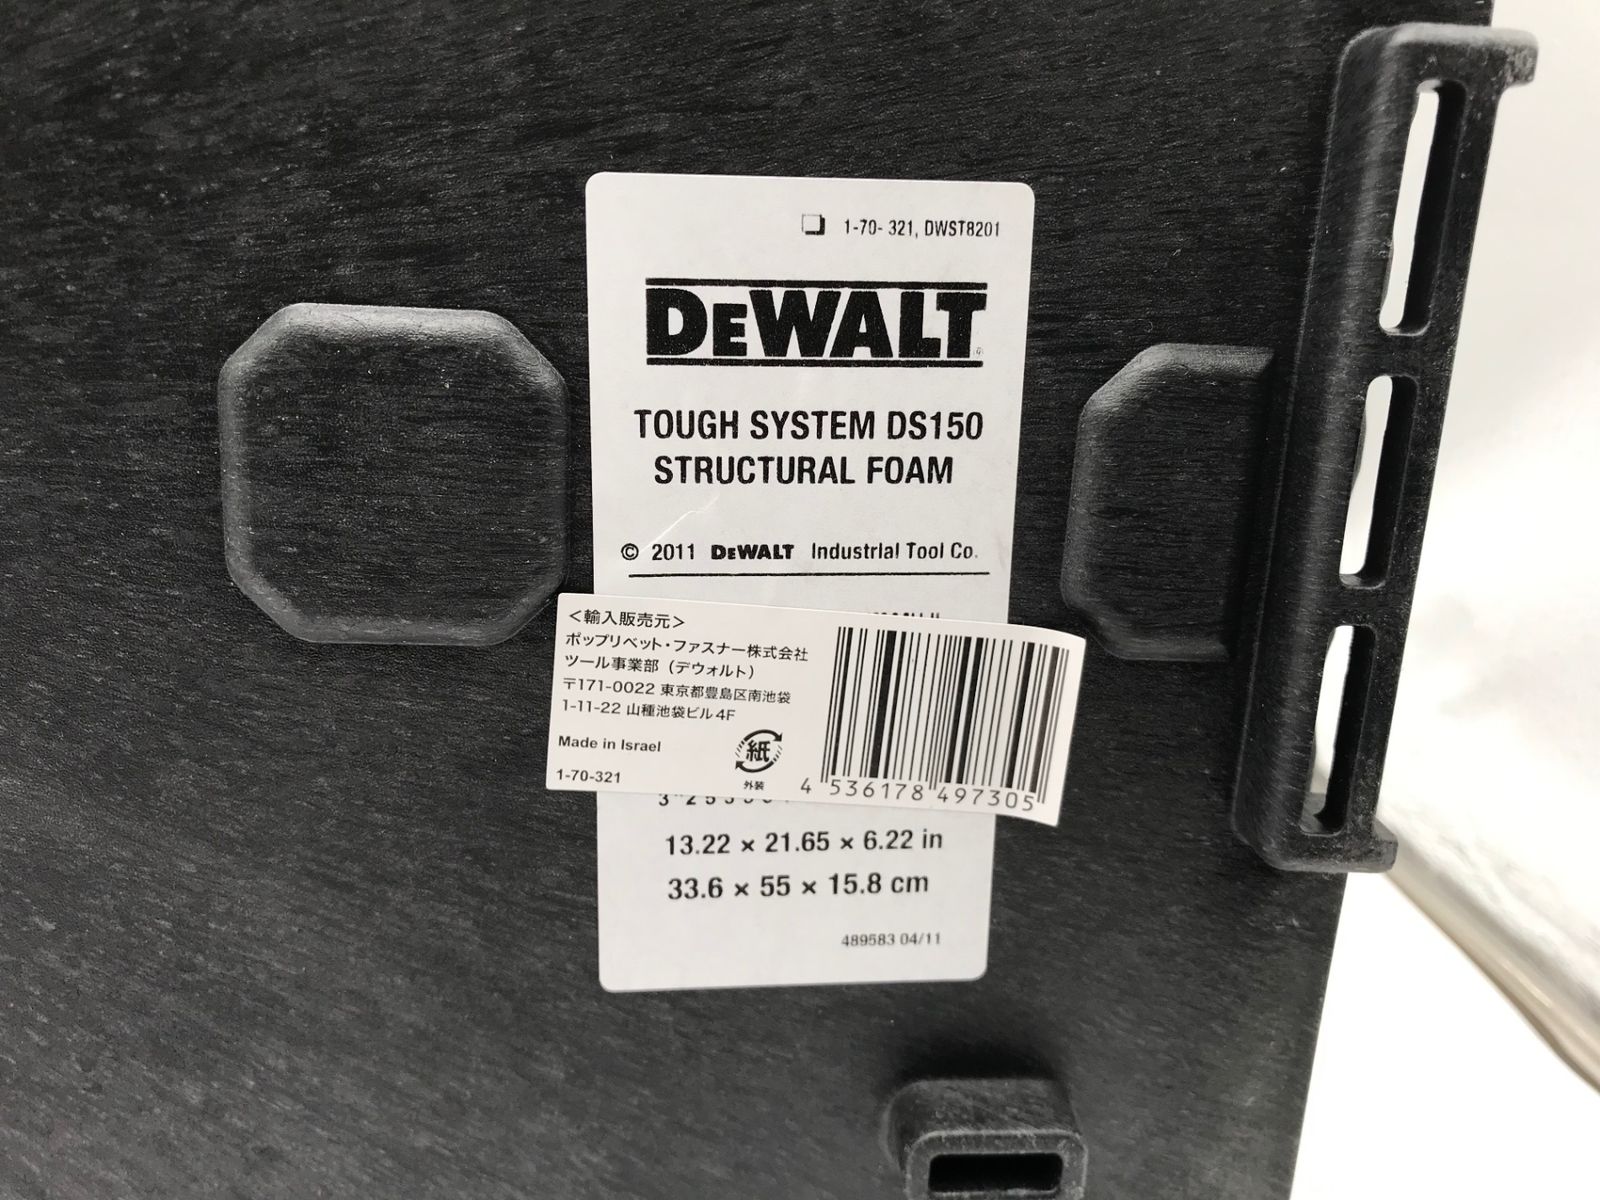 1-70- 321, DWST8201
DEWALT
TOUGH SYSTEM DS150
STRUCTURAL FOAM
© 2011 DEWALT Industrial Tool Co.
<輸入販売元>
ポップリベット・ファスナー株式会社
ツール事業部（デウォルト）
〒171-0022 東京都豊島区南池袋
1-11-22 山種池袋ビル4F
Made in Israel
紙
外装
1-70-321
4 536178 497305
13.22 × 21.65 × 6.22 in
33.6 × 55 × 15.8 cm
489583 04/11